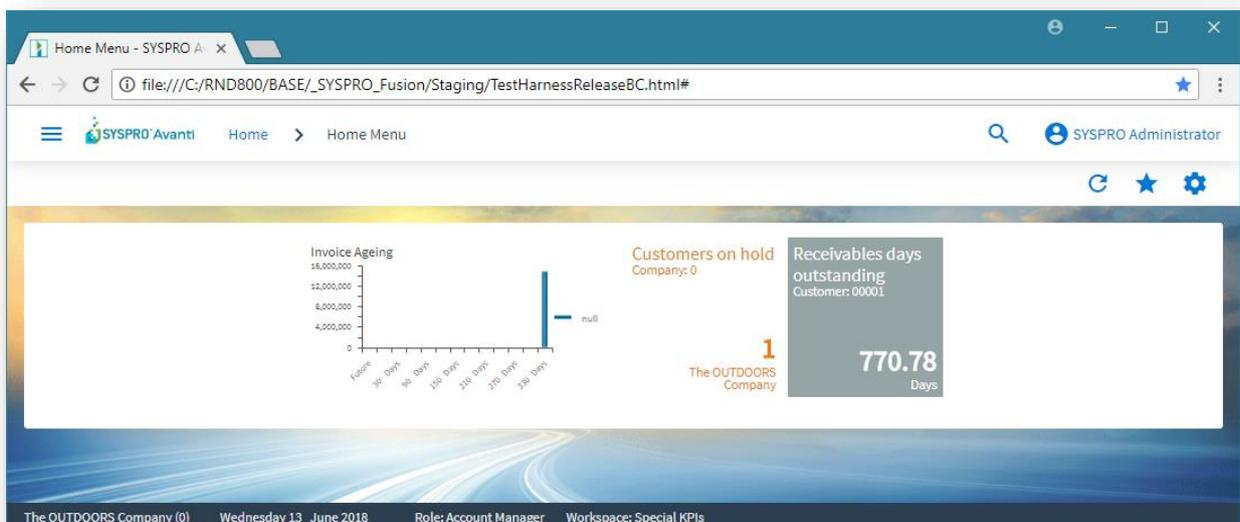 Home Menu - SYSPRO A
file:///C:/RND800/BASE/_SYSPRO_Fusion/Staging/TestHarnessReleaseBC.html#
SYSPRO Avanti Home Home Menu SYSPRO Administrator
Invoice Ageing
16,000,000
12,000,000
8,000,000
4,000,000
0
null
Future
30 Days
90 Days
150 Days
210 Days
270 Days
330 Days
Customers on hold
Company: 0
1
The OUTDOORS
Company
Receivables days
outstanding
Customer: 00001
770.78
Days
The OUTDOORS Company (0) Wednesday 13 June 2018 Role: Account Manager Workspace: Special KPIs